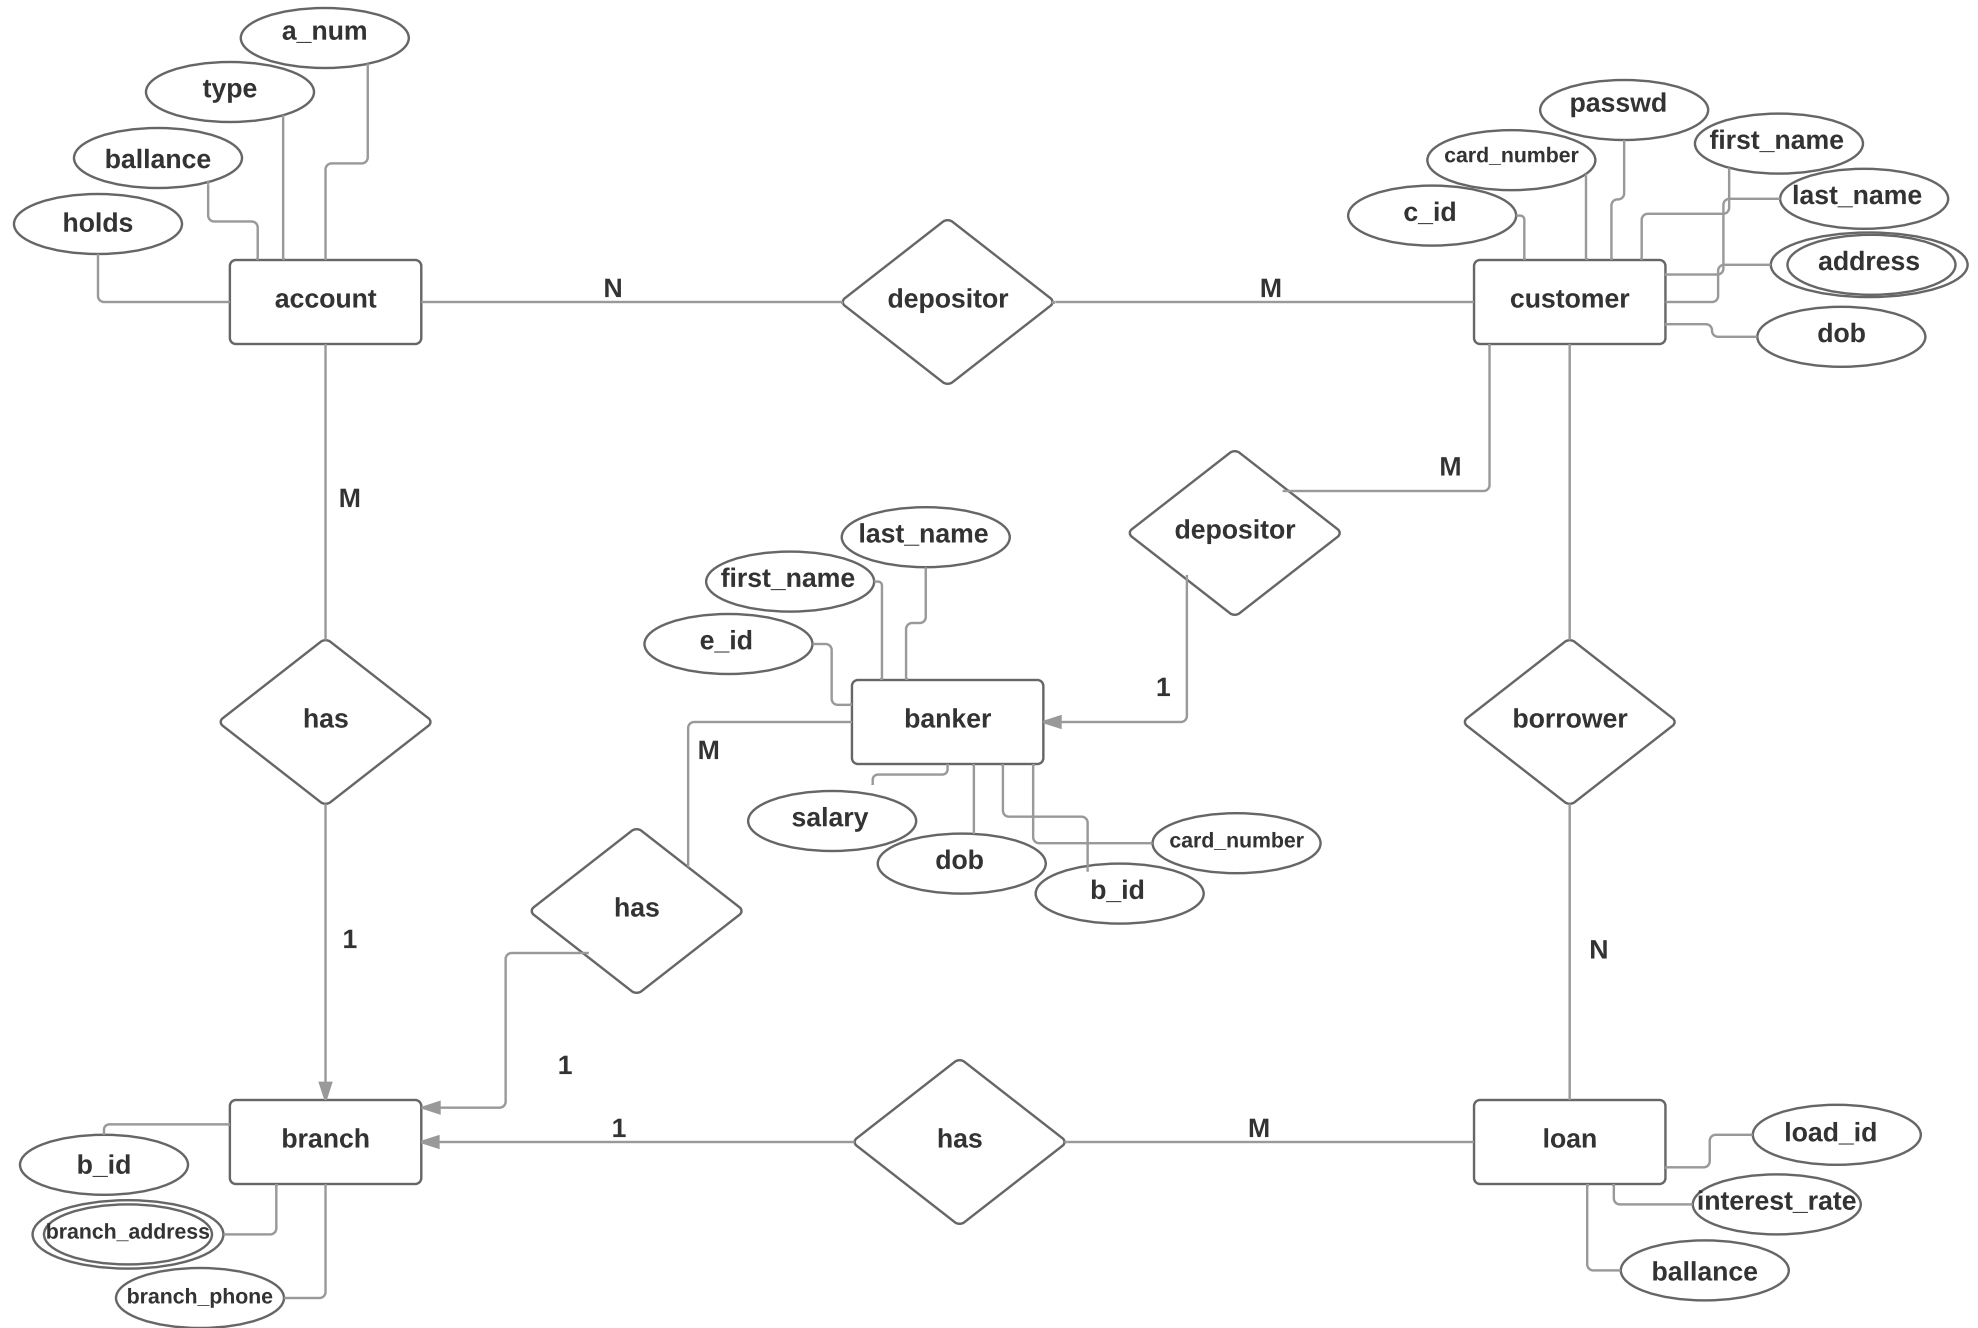 a_num
type
passwd
ballance
first_name
card_number
last_name
c_id
holds
address
N
M
account
depositor
customer
dob
M
M
depositor
last_name
first_name
e_id
1
has
banker
borrower
M
salary
card_number
dob
b_id
has
1
N
1
1
M
branch
has
loan
load_id
b_id
interest_rate
branch_address
ballance
branch_phone